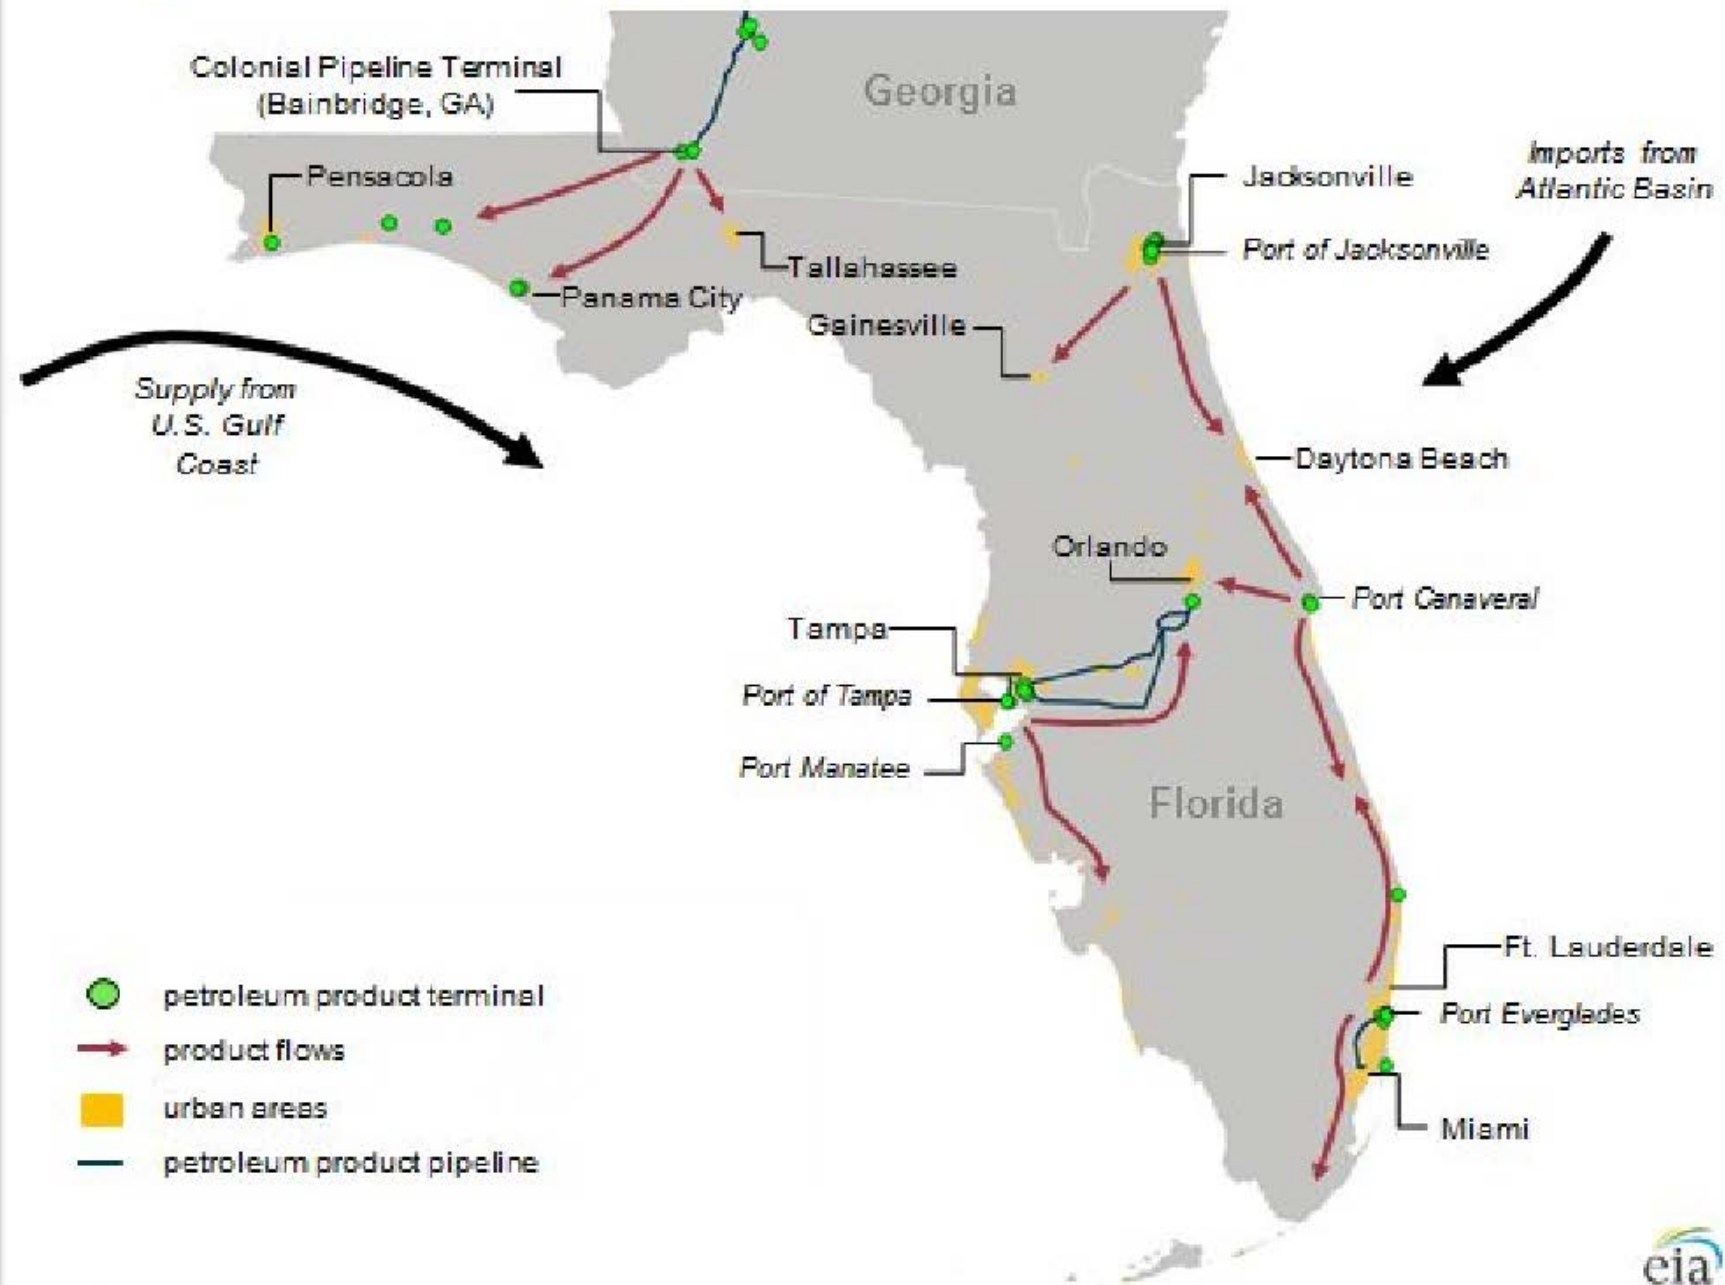 Colonial Pipeline Terminal
(Bainbridge, GA)
Georgia
Imports from
Atlantic Basin
Pensacola
Jacksonville
Port of Jacksonville
Tallahassee
Panama City
Gainesville
Supply from
U.S. Gulf
Coast
Daytona Beach
Orlando
Port Canaveral
Tampa
Port of Tampa
Port Manatee
Florida
Ft. Lauderdale
petroleum product terminal
Port Everglades
product flows
urban areas
Miami
petroleum product pipeline
eia